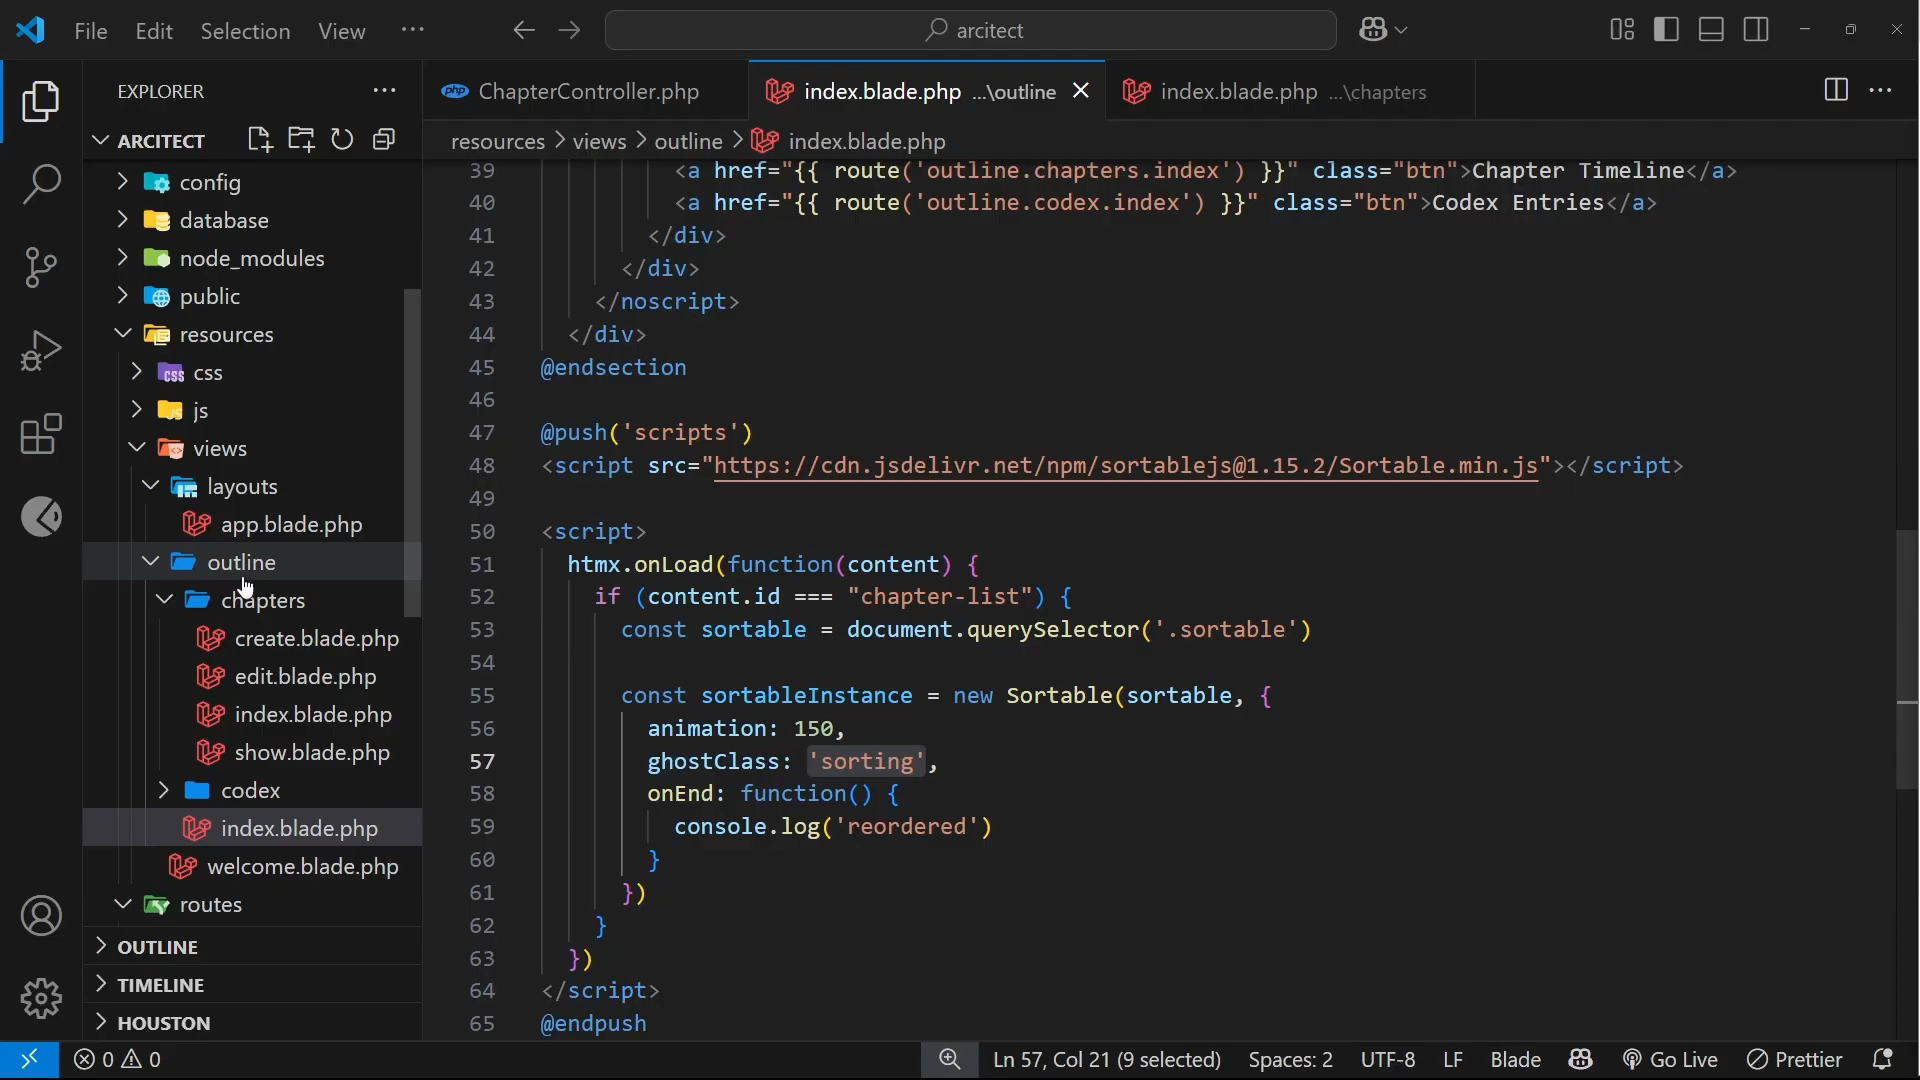 File Edit Selection View
arcitect
EXPLORER
ARCITECT
config
database
node_modules
public
resources
css
js
views
layouts
app.blade.php
outline
chapters
create.blade.php
edit.blade.php
index.blade.php
show.blade.php
codex
index.blade.php
welcome.blade.php
routes
OUTLINE
TIMELINE
HOUSTON
ChapterController.php
index.blade.php ...\outline
index.blade.php ...\chapters
resources > views > outline > index.blade.php
39 <a href="{{ route('outline.chapters.index') }}" class="btn">Chapter Timeline</a>
40 <a href="{{ route('outline.codex.index') }}" class="btn">Codex Entries</a>
41 </div>
42 </div>
43 </noscript>
44 </div>
45 @endsection
46
47 @push('scripts')
48 <script src="https://cdn.jsdelivr.net/npm/sortablejs@1.15.2/Sortable.min.js"></script>
49
50 <script>
51 htmx.onLoad(function(content) {
52 if (content.id === "chapter-list") {
53 const sortable = document.querySelector('.sortable')
54
55 const sortableInstance = new Sortable(sortable, {
56 animation: 150,
57 ghostClass: 'sorting',
58 onEnd: function() {
59 console.log('reordered')
60 }
61 })
62 }
63 })
64 </script>
65 @endpush
0 0
Ln 57, Col 21 (9 selected) Spaces: 2 UTF-8 LF Blade Go Live Prettier